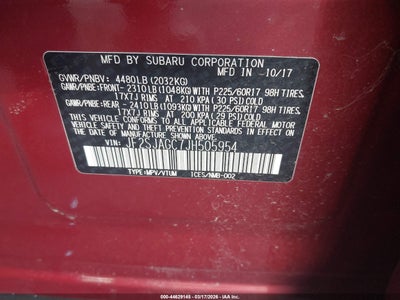 MFD BY SUBARU CORPORATION
MFD IN 10/17
GVWR/PNBV: 4480LB(2032KG)
GAWR/PNBE:FRONT- 2310LB(1048KG)WITH P225/60R17 98H TIRES,
17X7J RIMS AT 210 KPA(30 PSI)COLD
GAWR/PNBE:REAR - 2410LB(1093KG)WITH P225/60R17 98H TIRES,
17X7J RIMS AT 200 KPA(29 PSI)COLD
THIS VEHICLE CONFORMS TO ALL APPLICABLE FEDERAL MOTOR
VEHICLE SAFETY, BUMPER, AND THEFT
PREVENTION STANDARDS IN EFFECT
ON THE DATE OF MANUFACTURE
SHOWN ABOVE.
VIN: JF2SJAGC7JH505954
TYPE:MPV/VTUM ICES/NMB-002
000-44629148 - 03/17/2026 - © IAA, Inc.